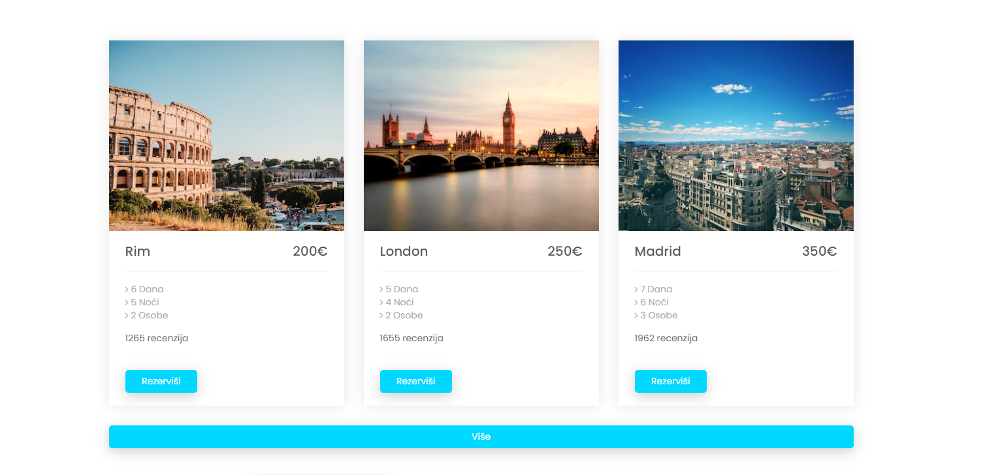 Rim 200€
> 6 Dana
> 5 Noći
> 2 Osobe
1265 recenzija
Rezerviši
London 250€
> 5 Dana
> 4 Noći
> 2 Osobe
1655 recenzija
Rezerviši
Madrid 350€
> 7 Dana
> 6 Noći
> 3 Osobe
1962 recenzija
Rezerviši
Više